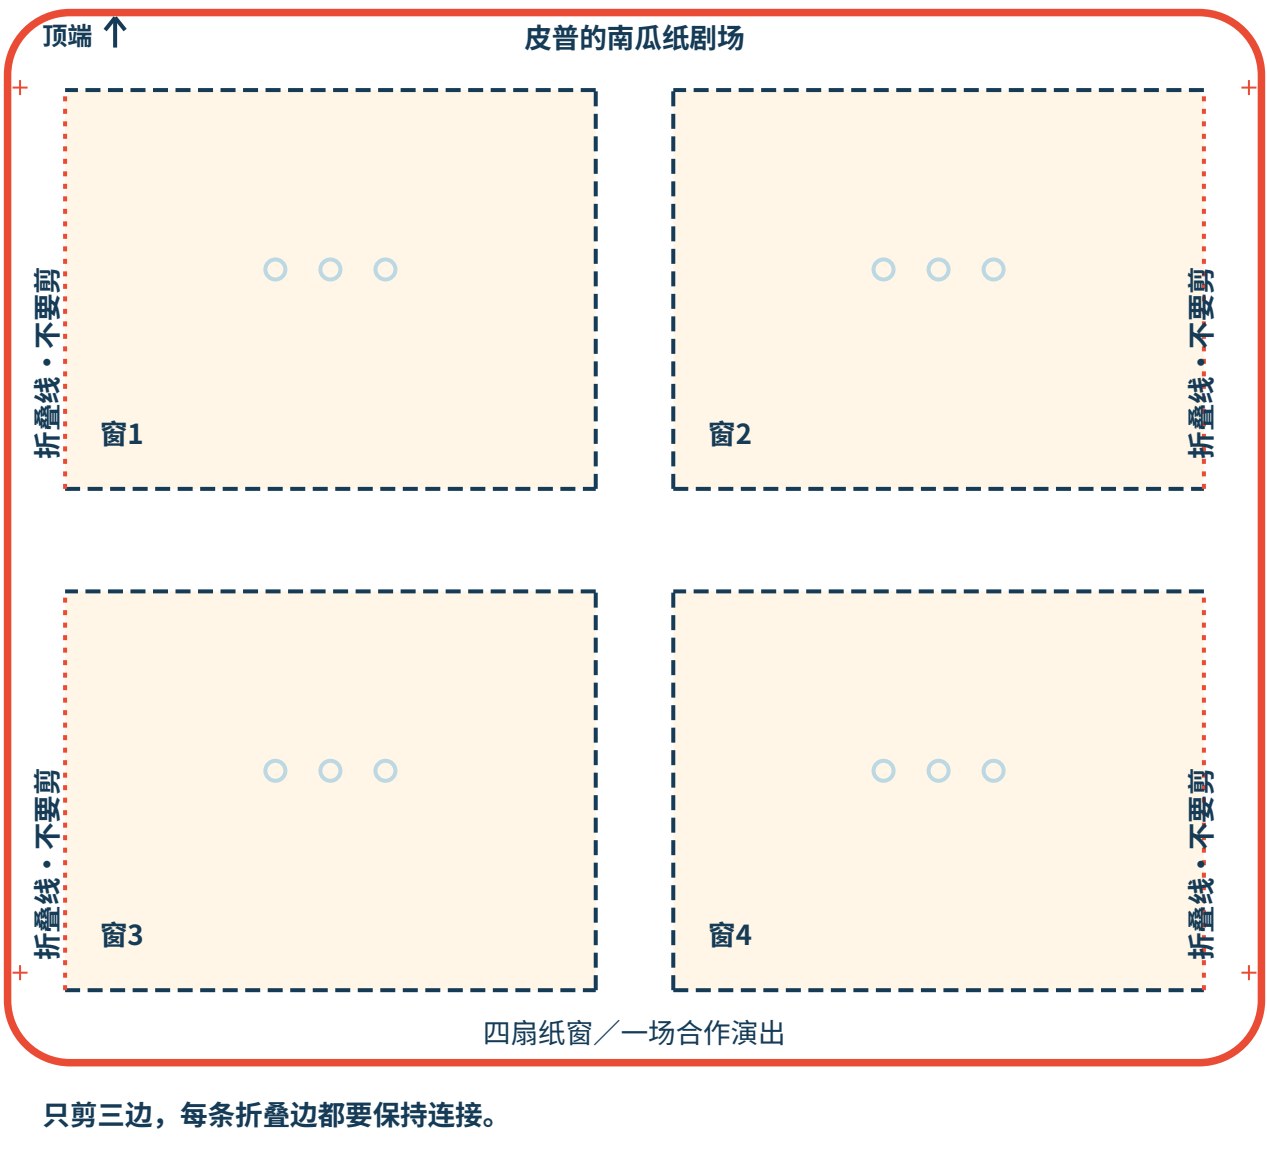 顶端
皮普的南瓜纸剧场
折叠线・不要剪
窗1
窗2
折叠线・不要剪
折叠线・不要剪
窗3
窗4
折叠线・不要剪
四扇纸窗／一场合作演出
只剪三边，每条折叠边都要保持连接。